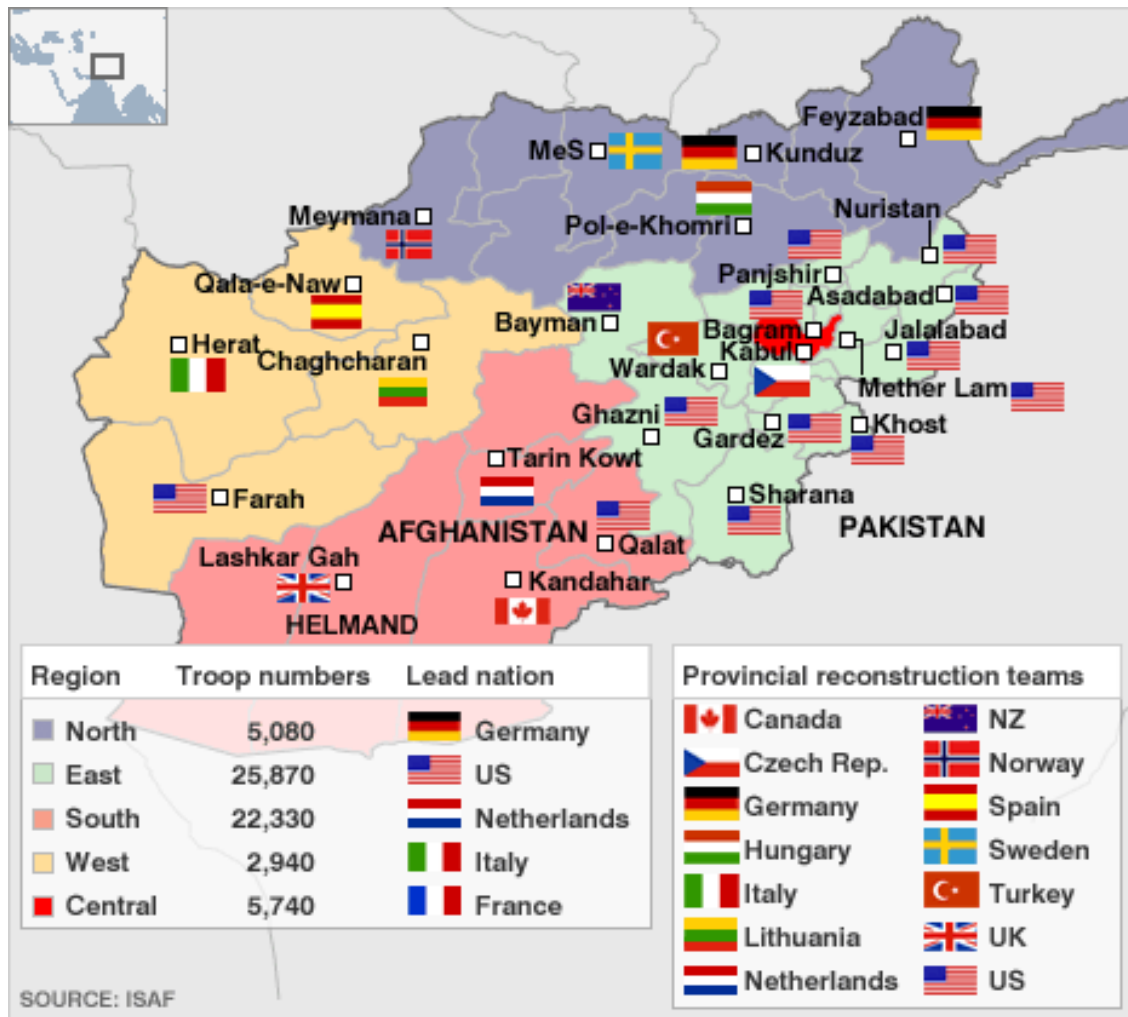 Feyzabad
MeS
Kunduz
Nuristan
Meymana
Pol-e-Khomri
Panjshir
Qala-e-Naw
Asadabad
Bayman
Bagram
Jalalabad
Herat
Kabul
Chaghcharan
Wardak
Mether Lam
Ghazni
Gardez
Khost
Tarin Kowt
Farah
Sharana
AFGHANISTAN
PAKISTAN
Qalat
Lashkar Gah
Kandahar
HELMAND
Region Troop numbers Lead nation
North 5,080 Germany
East 25,870 US
South 22,330 Netherlands
West 2,940 Italy
Central 5,740 France
Provincial reconstruction teams
Canada NZ
Czech Rep. Norway
Germany Spain
Hungary Sweden
Italy Turkey
Lithuania UK
Netherlands US
SOURCE: ISAF